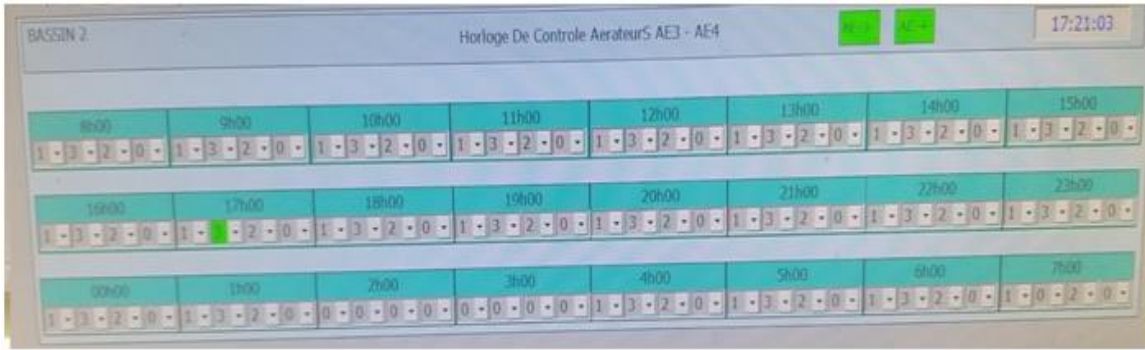 BASSIN 2 Horloge De Controle AerateurS AE3 - AE4 AE-3 AE-4 17:21:03
8h00 9h00 10h00 11h00 12h00 13h00 14h00 15h00
1 3 2 0 1 3 2 0 1 3 2 0 1 3 2 0 1 3 2 0 1 3 2 0 1 3 2 0 1 3 2 0
16h00 17h00 18h00 19h00 20h00 21h00 22h00 23h00
1 3 2 0 1 3 2 0 1 3 2 0 1 3 2 0 1 3 2 0 1 3 2 0 1 3 2 0 1 3 2 0
00h00 1h00 2h00 3h00 4h00 5h00 6h00 7h00
1 3 2 0 1 3 2 0 0 0 0 0 0 0 0 0 1 3 2 0 1 3 2 0 1 3 2 0 1 0 2 0